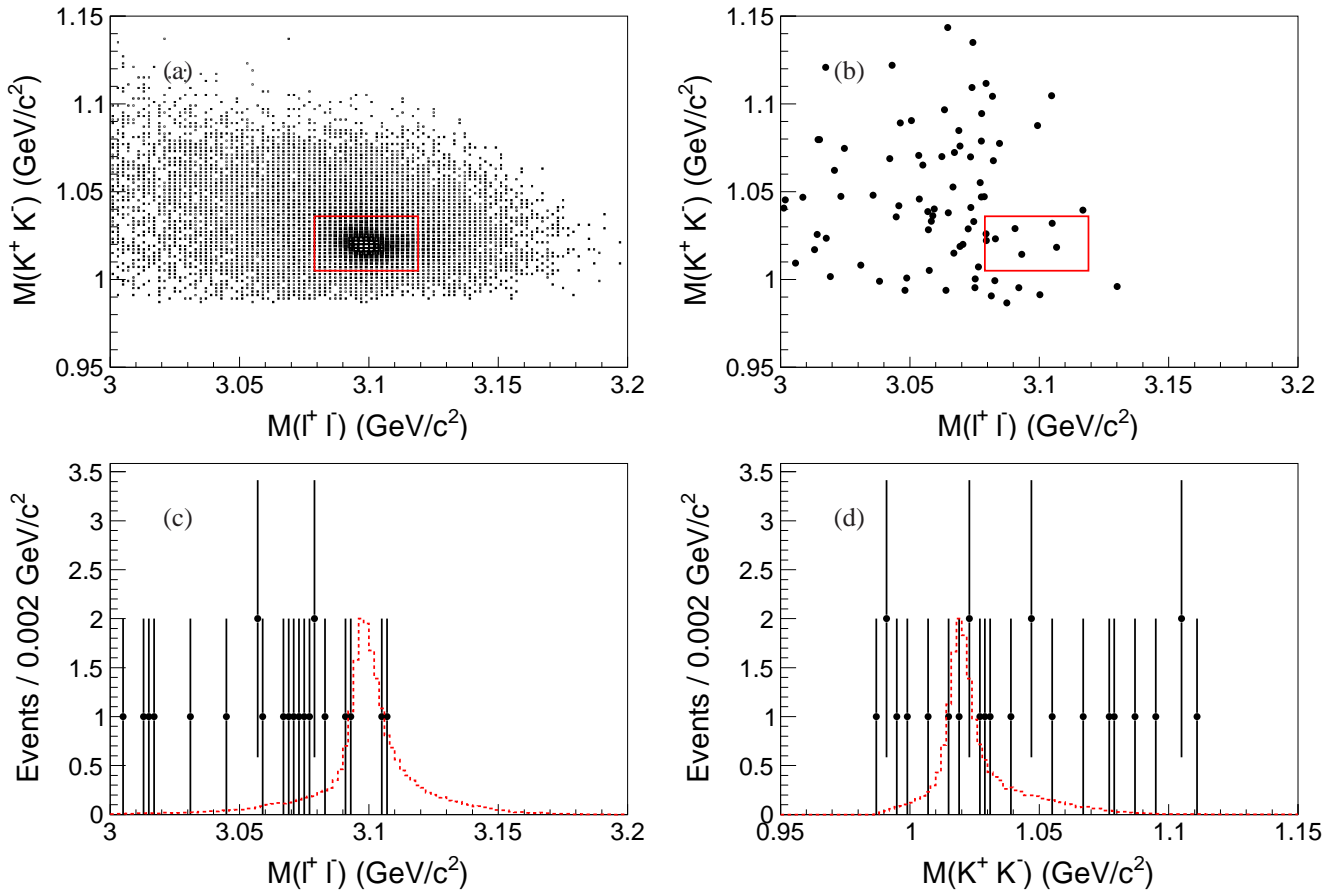 1.15
1.1
1.05
1
0.95
M(K⁺ K⁻) (GeV/c²)
(a)
3 3.05 3.1 3.15 3.2
M(l⁺ l⁻) (GeV/c²)
1.15
1.1
1.05
1
0.95
M(K⁺ K⁻) (GeV/c²)
(b)
3 3.05 3.1 3.15 3.2
M(l⁺ l⁻) (GeV/c²)
3.5
3
2.5
2
1.5
1
0.5
0
Events / 0.002 GeV/c²
(c)
3 3.05 3.1 3.15 3.2
M(l⁺ l⁻) (GeV/c²)
3.5
3
2.5
2
1.5
1
0.5
0
Events / 0.002 GeV/c²
(d)
0.95 1 1.05 1.1 1.15
M(K⁺ K⁻) (GeV/c²)